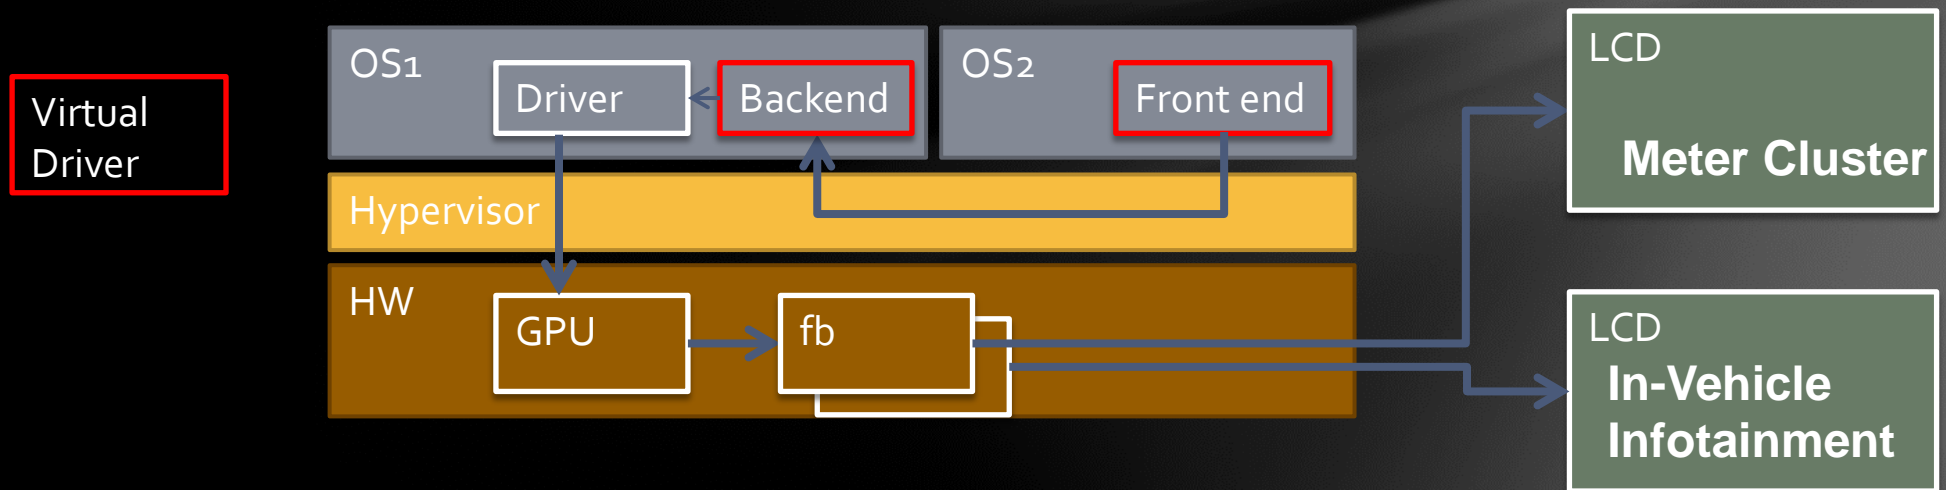 Virtual
Driver
OS1
Driver
Backend
OS2
Front end
Hypervisor
HW
GPU
fb
LCD
Meter Cluster
LCD
In-Vehicle
Infotainment